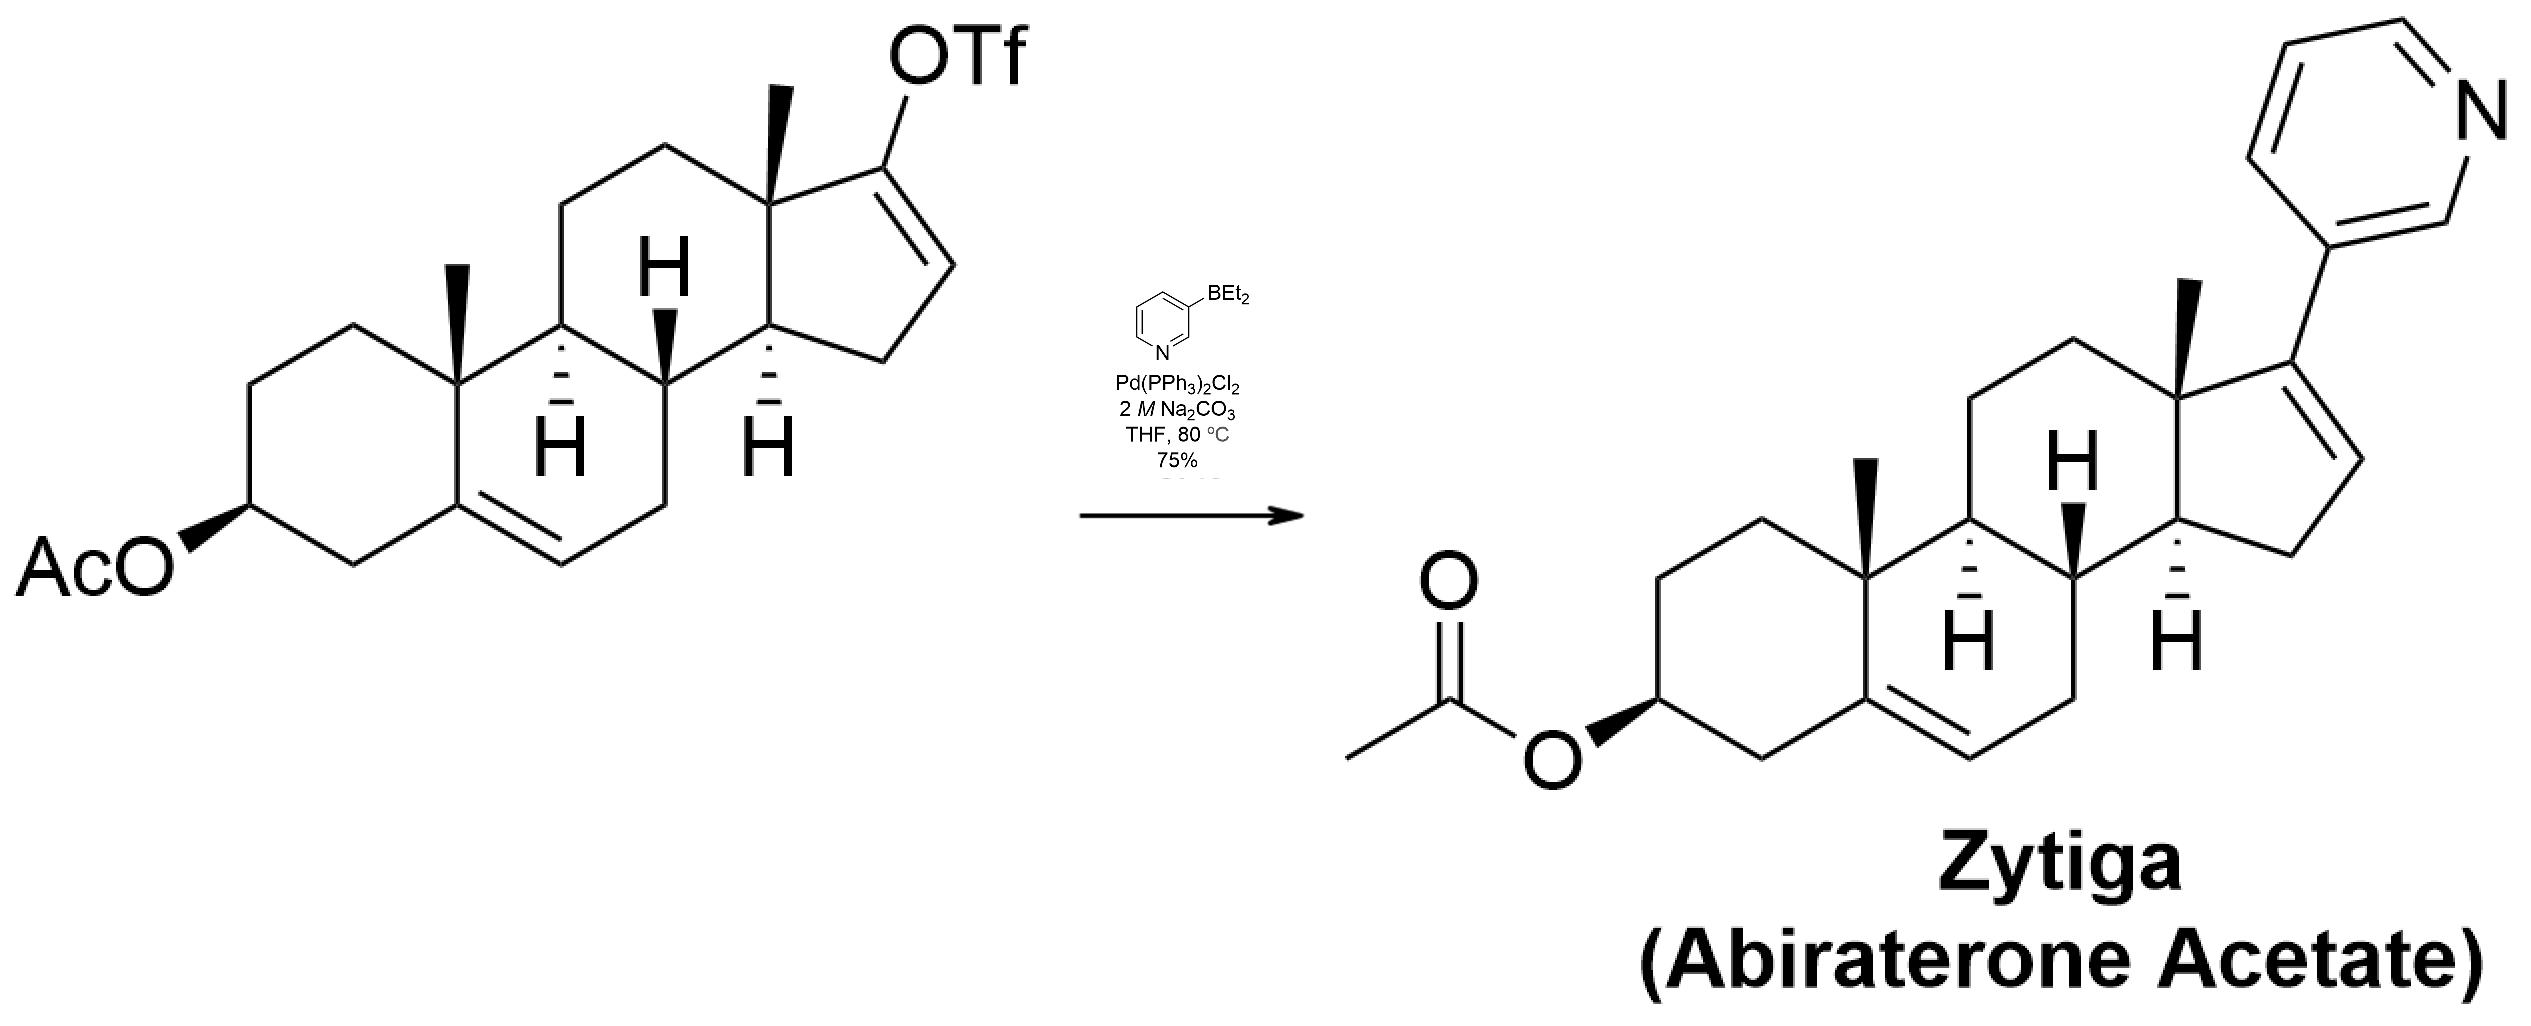 OTf
H
H
H
AcO
BEt₂
N
Pd(PPh₃)₂Cl₂
2 M Na₂CO₃
THF, 80 °C
75%
N
H
H
H
O
O
Zytiga
(Abiraterone Acetate)